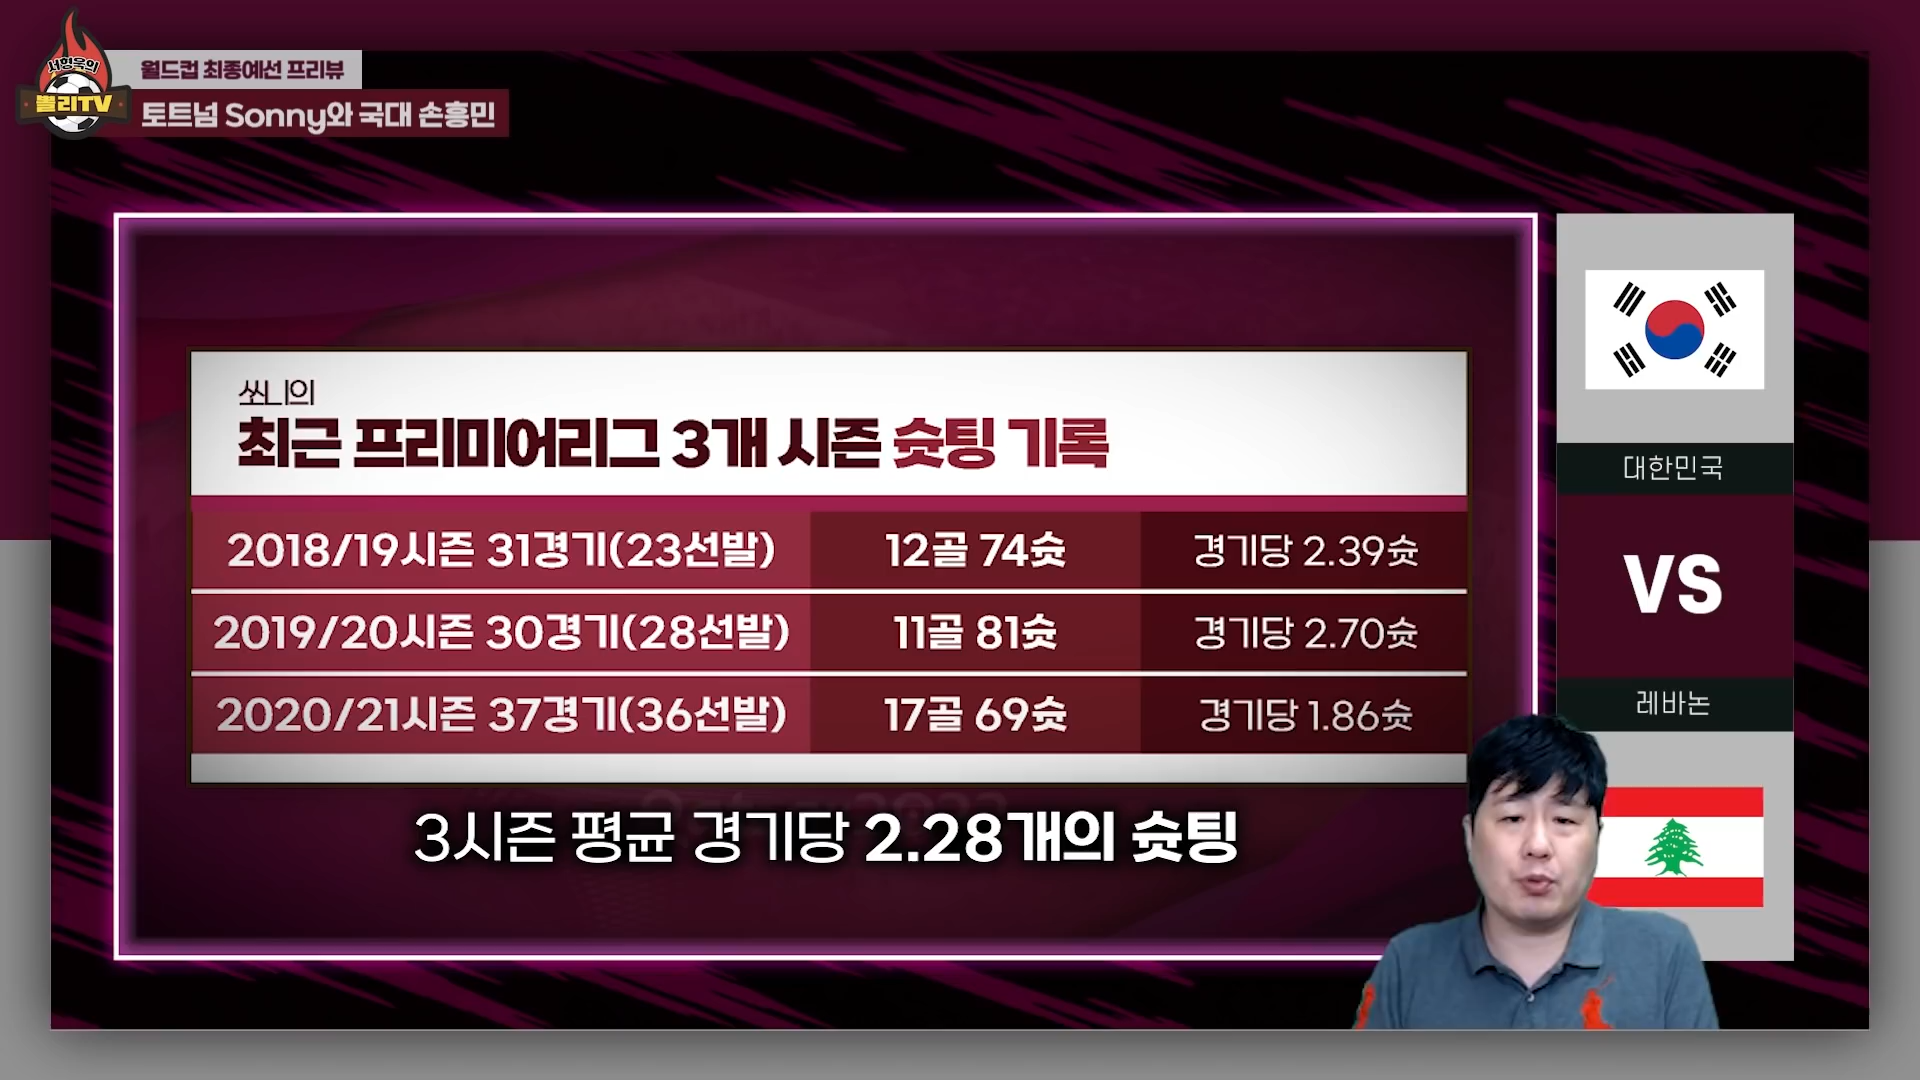 서형욱의
뽈리TV
월드컵 최종예선 프리뷰
토트넘 Sonny와 국대 손흥민
쏘니의
최근 프리미어리그 3개 시즌 슛팅 기록
2018/19시즌 31경기(23선발) 12골 74슛 경기당 2.39슛
2019/20시즌 30경기(28선발) 11골 81슛 경기당 2.70슛
2020/21시즌 37경기(36선발) 17골 69슛 경기당 1.86슛
3시즌 평균 경기당 2.28개의 슛팅
대한민국
VS
레바논